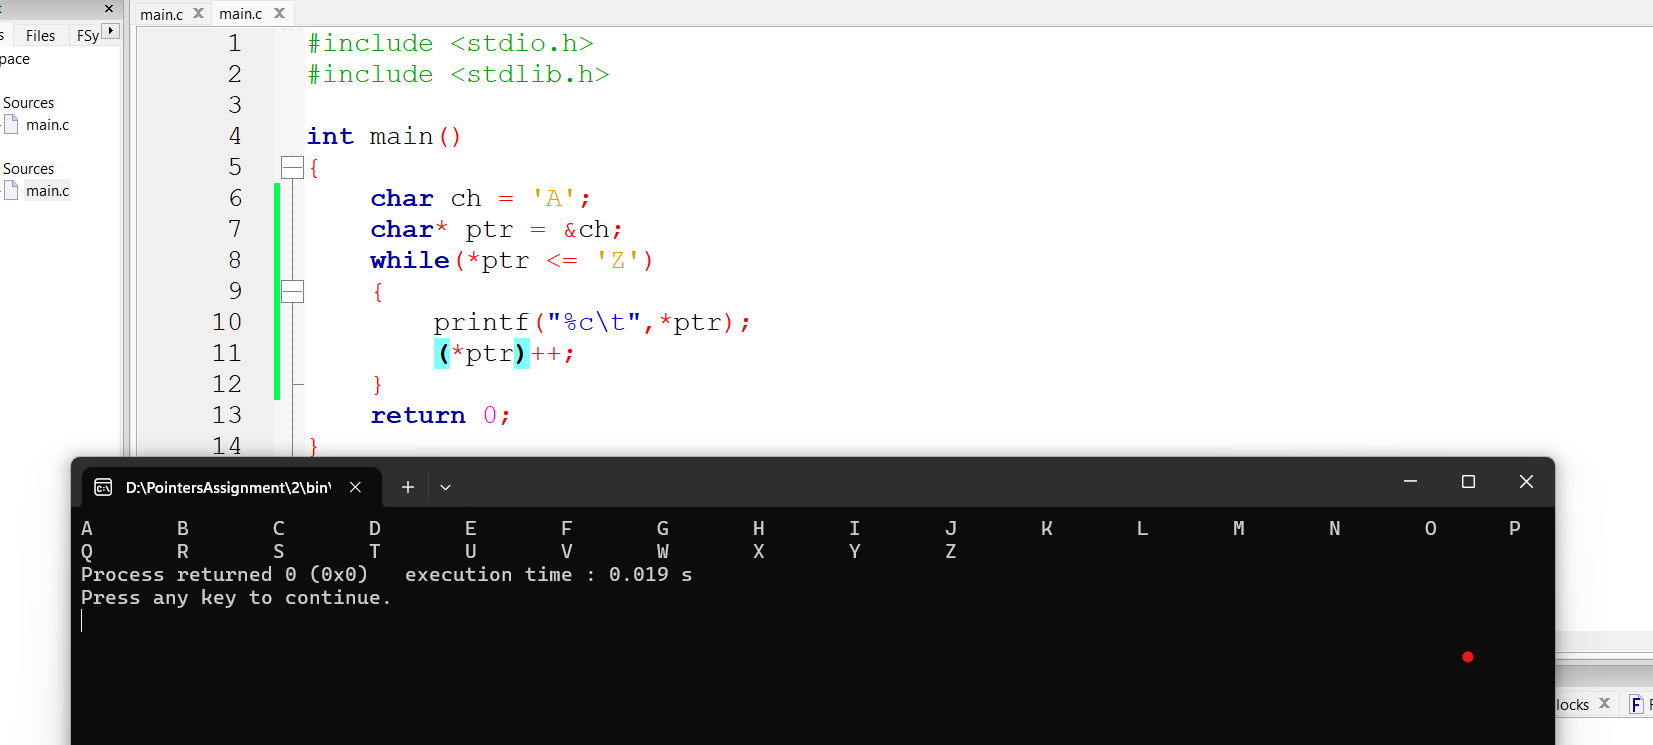 main.c X main.c X
s Files FSy
pace
Sources
main.c
Sources
main.c
1 #include <stdio.h>
2 #include <stdlib.h>
3
4 int main()
5 {
6 char ch = 'A';
7 char* ptr = &ch;
8 while(*ptr <= 'Z')
9 {
10 printf("%c\t",*ptr);
11 (*ptr)++;
12 }
13 return 0;
14 }
D:\PointersAssignment\2\bin\
A B C D E F G H I J K L M N O P
Q R S T U V W X Y Z
Process returned 0 (0x0) execution time : 0.019 s
Press any key to continue.
locks X F